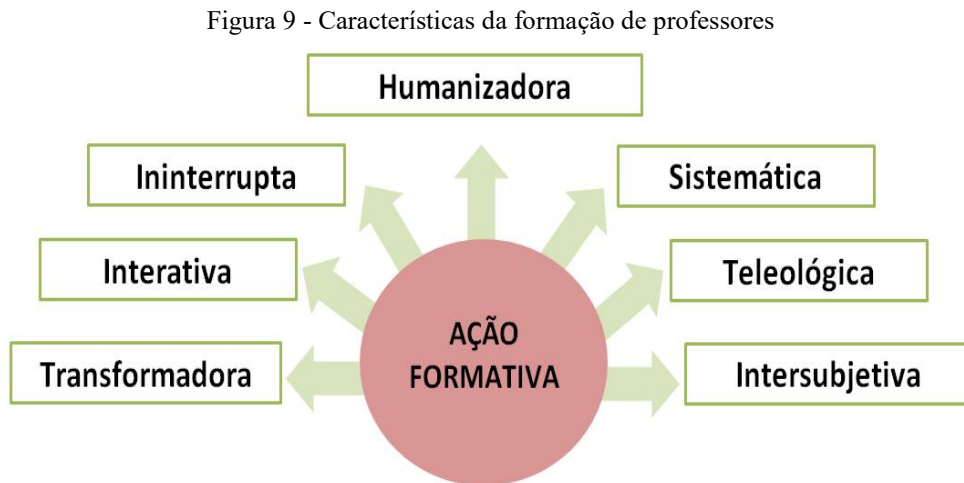 Figura 9 - Características da formação de professores
Humanizadora
Ininterrupta
Sistemática
Interativa
Teleológica
Transformadora
AÇÃO
FORMATIVA
Intersubjetiva